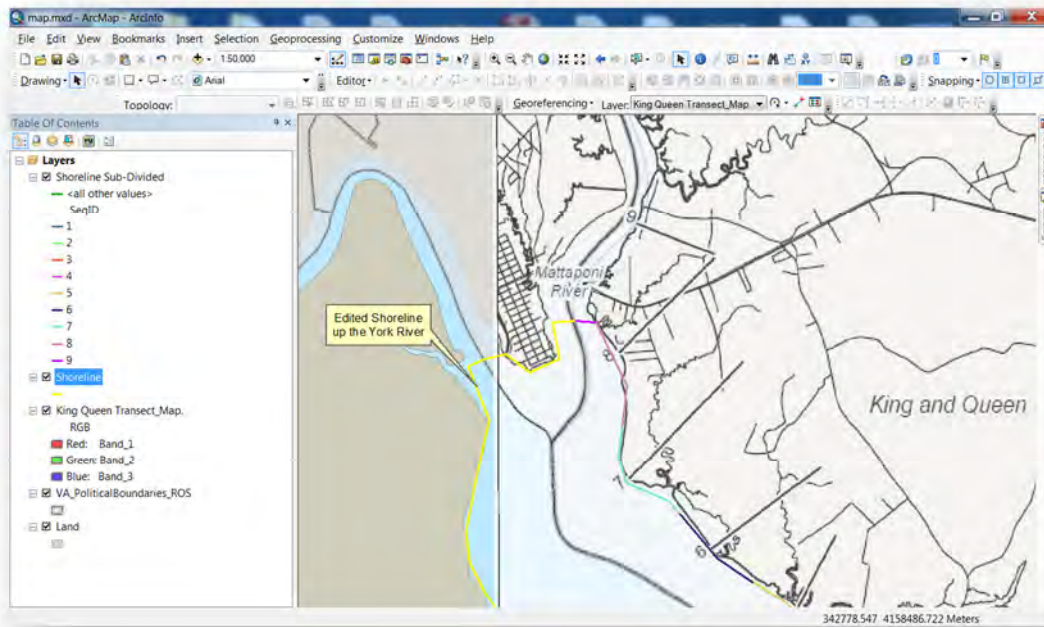 map.mxd - ArcMap - ArcInfo
File Edit View Bookmarks Insert Selection Geoprocessing Customize Windows Help
1:50,000
Drawing Arial Editor Snapping
Topology: Georeferencing Layer: King Queen Transect_Map.
Table Of Contents
Layers
Shoreline Sub-Divided
<all other values>
SeqID
1
2
3
4
5
6
7
8
9
Shoreline
King Queen Transect_Map.
RGB
Red: Band_1
Green: Band_2
Blue: Band_3
VA_PoliticalBoundaries_ROS
Land
9
Mattaponi
River
Edited Shoreline
up the York River
8
King and Queen
7
6
342778.547 4158486.722 Meters